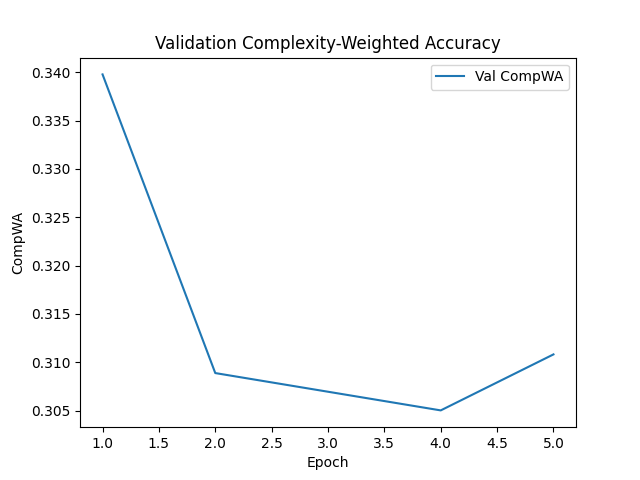 Validation Complexity-Weighted Accuracy
Val CompWA
0.340
0.335
0.330
0.325
0.320
0.315
0.310
0.305
CompWA
1.0 1.5 2.0 2.5 3.0 3.5 4.0 4.5 5.0
Epoch